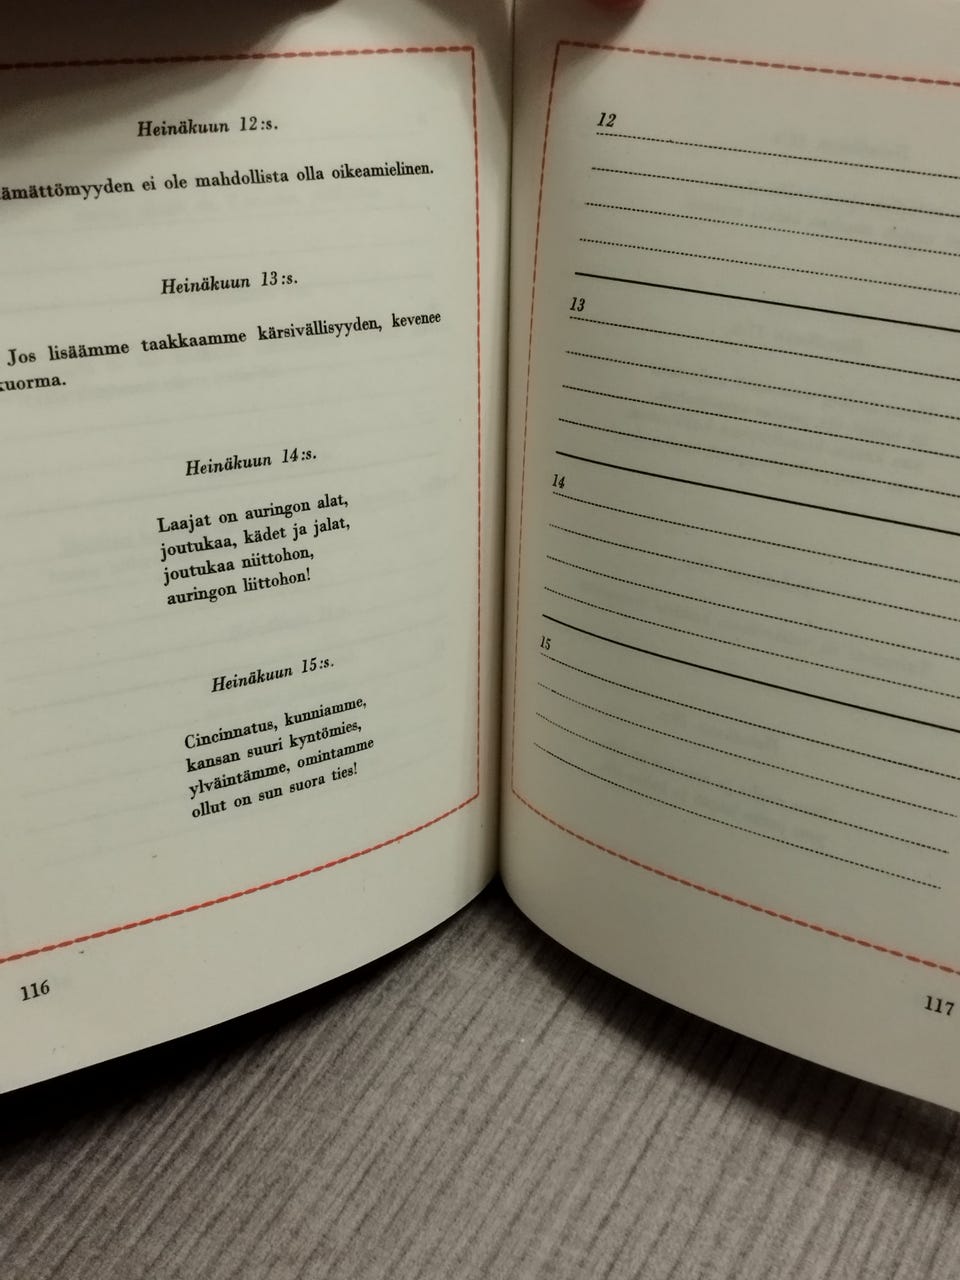 Heinäkuun 12:s.
ei ole mahdollista olla oikeamielinen.
Heinäkuun 13:s.
Jos lisäämme taakkaamme kärsivällisyyden, kevenee
kuorma.
Heinäkuun 14:s.
Laajat on auringon alat,
joutukaa, kädet ja jalat,
joutukaa niittohon,
auringon liittohon!
Heinäkuun 15:s.
Cincinnatus, kunniamme,
kansan suuri kyntömies,
ylväintämme, omintamme
ollut on sun suora ties!
116
12
13
14
15
117